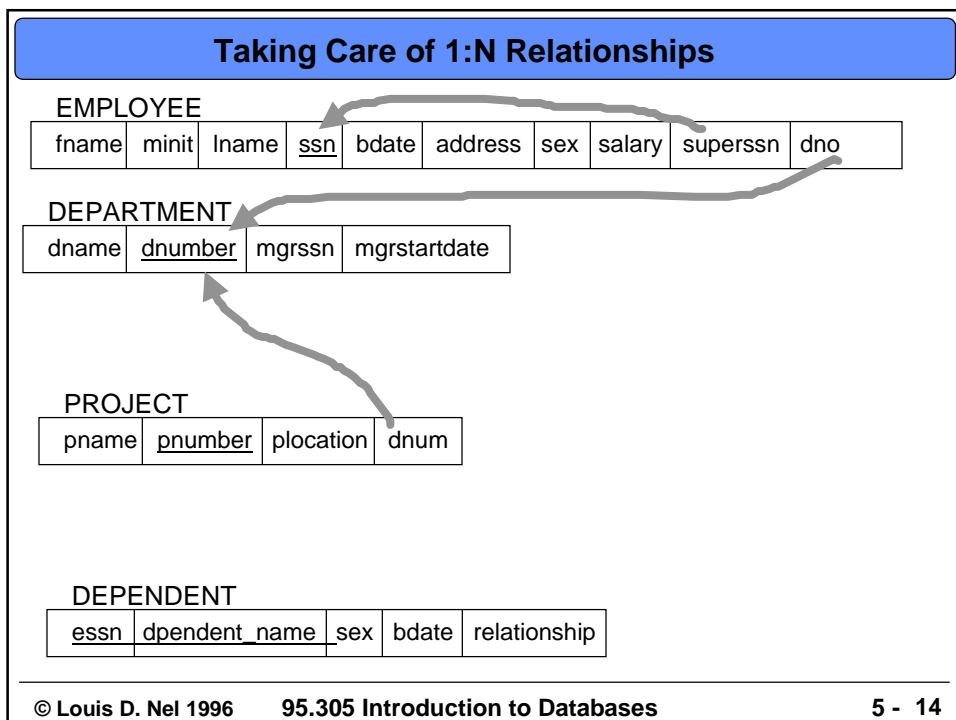 Taking Care of 1:N Relationships
EMPLOYEE
fname minit lname ssn bdate address sex salary superssn dno
DEPARTMENT
dname dnumber mgrssn mgrstartdate
PROJECT
pname pnumber plocation dnum
DEPENDENT
essn dpendent_name sex bdate relationship
© Louis D. Nel 1996 95.305 Introduction to Databases 5 - 14